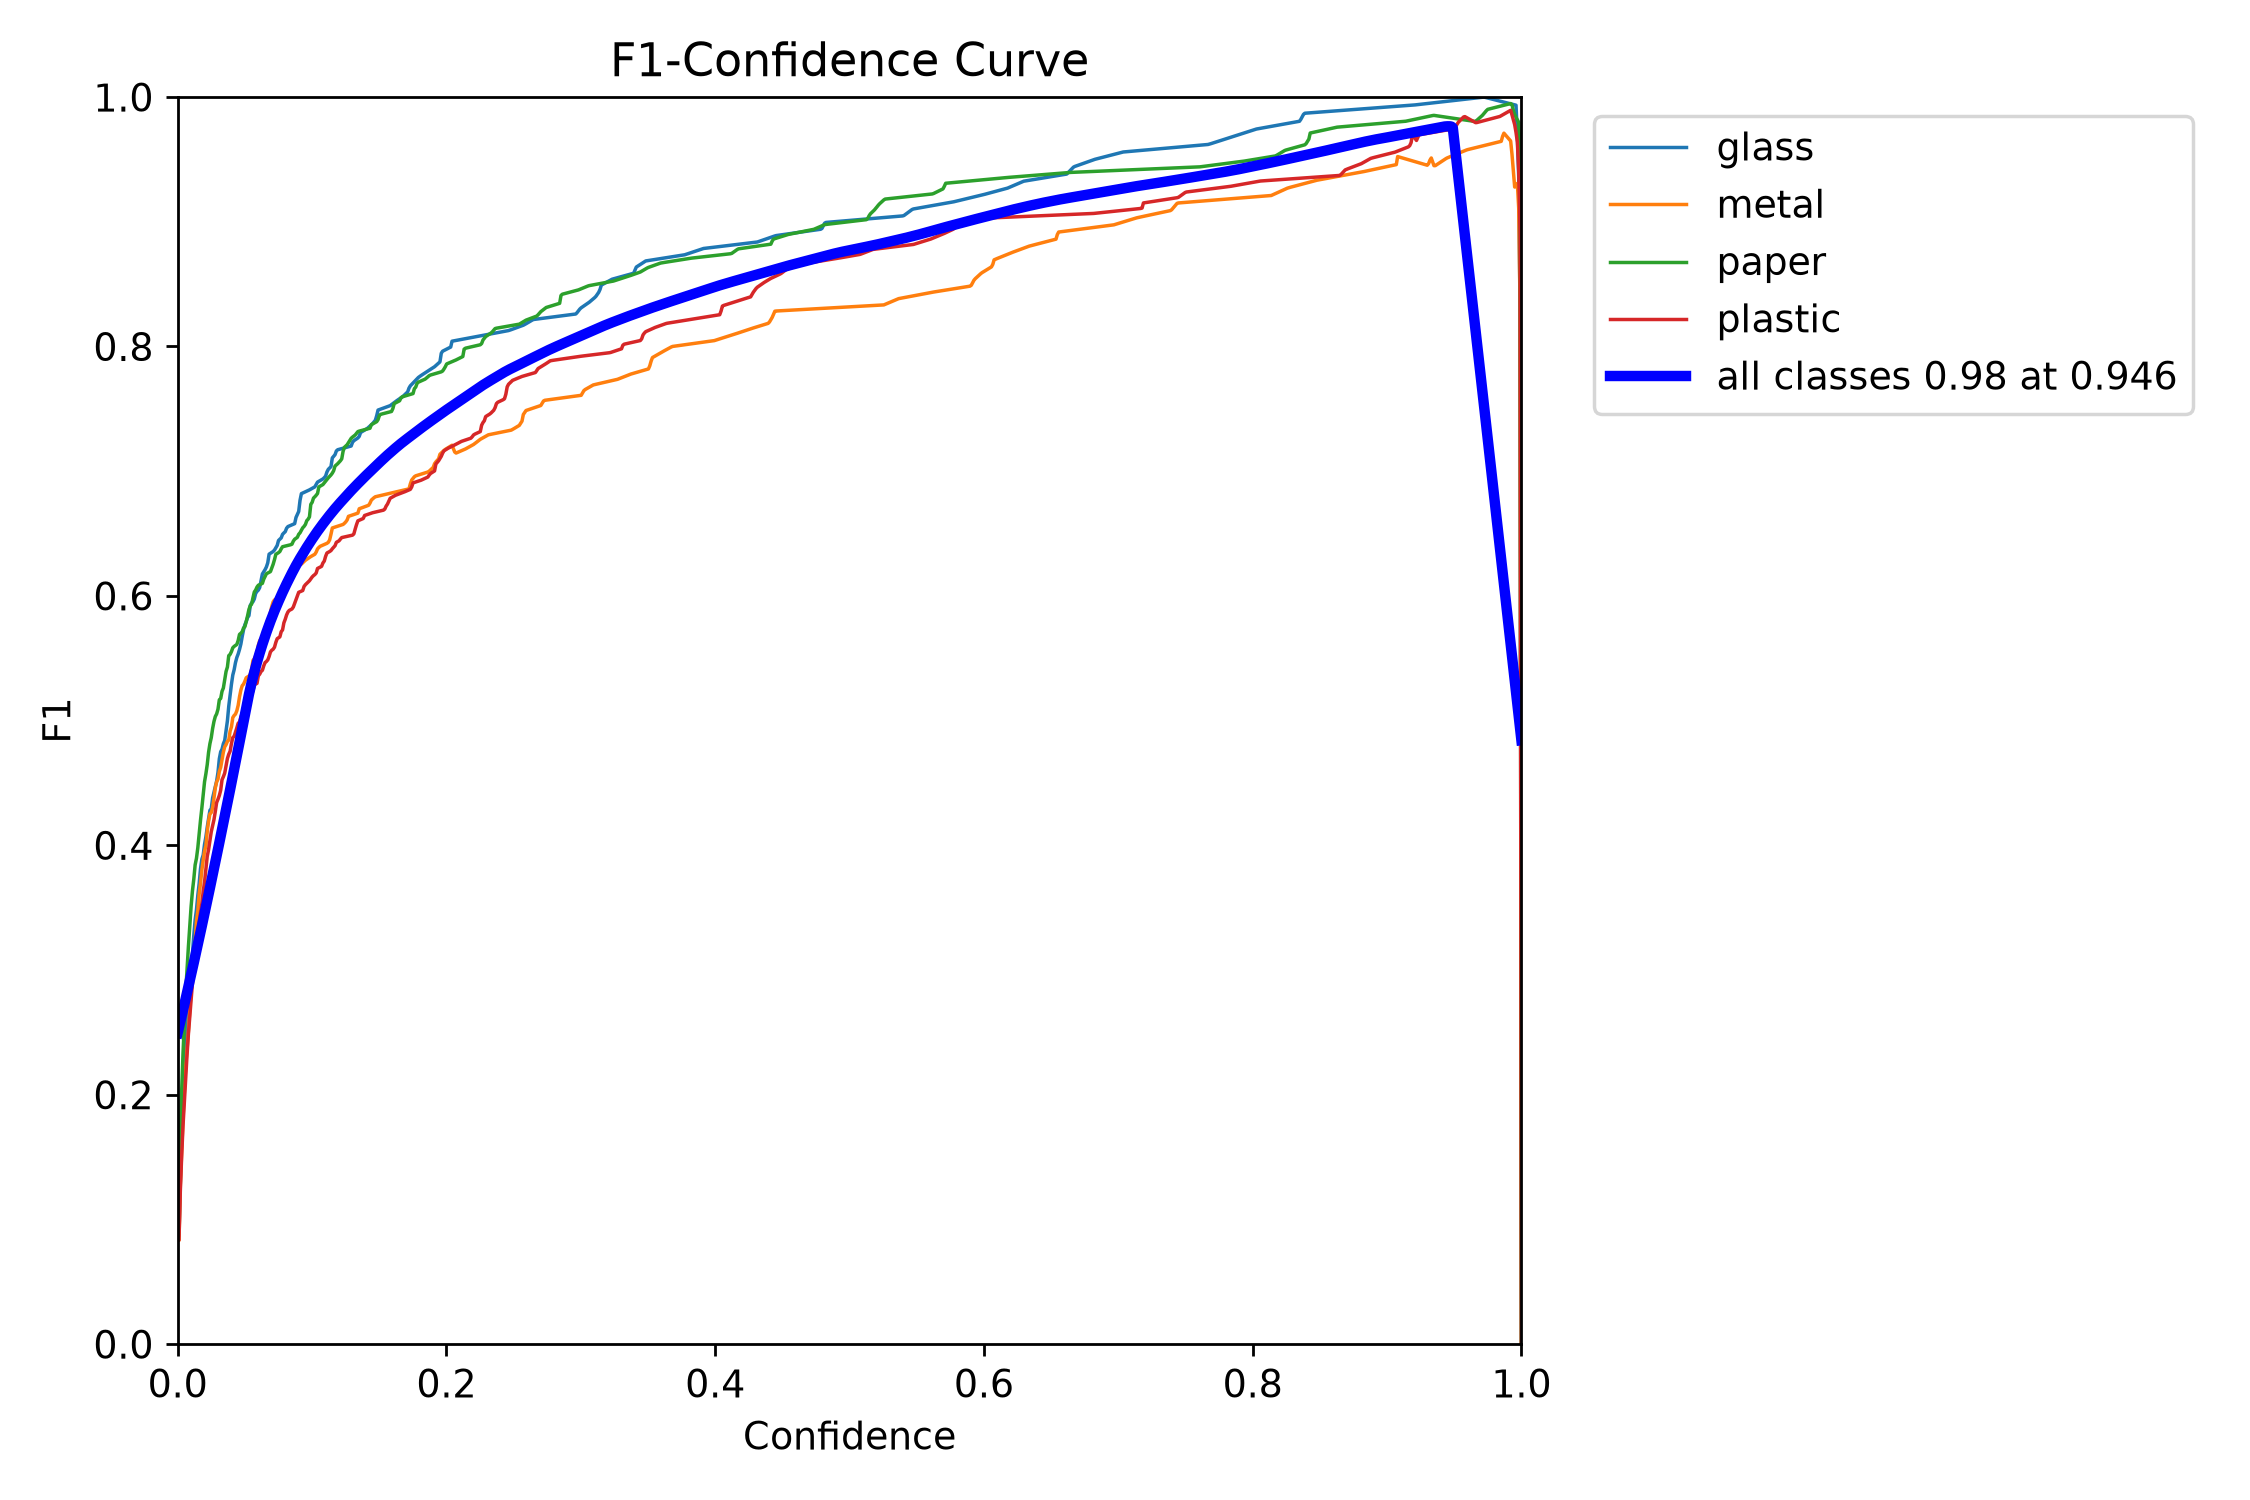 F1-Confidence Curve
1.0
0.8
0.6
0.4
0.2
0.0
F1
0.0 0.2 0.4 0.6 0.8 1.0
Confidence
glass
metal
paper
plastic
all classes 0.98 at 0.946